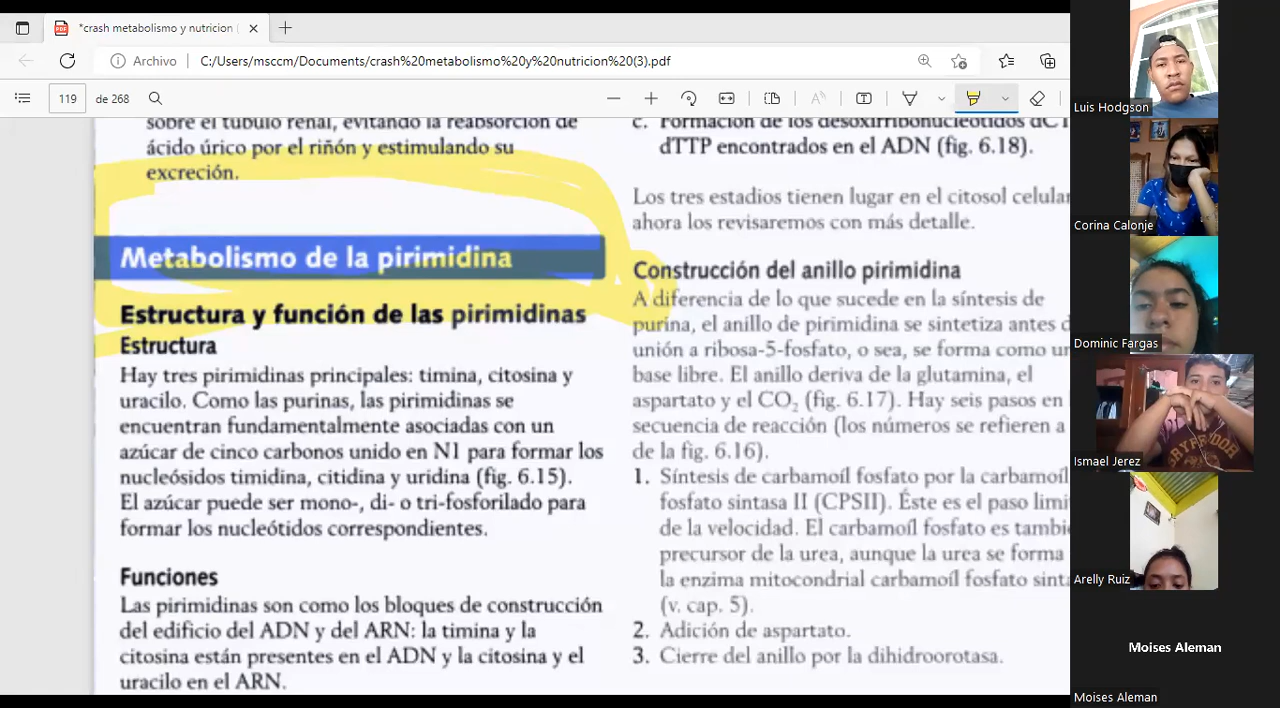 *crash metabolismo y nutricion
Archivo
C:/Users/msccm/Documents/crash%20metabolismo%20y%20nutricion%20(3).pdf
119
de 268
sobre el túbulo renal, evitando la reabsorción de
ácido úrico por el riñón y estimulando su
excreción.
Metabolismo de la pirimidina
Estructura y función de las pirimidinas
Estructura
Hay tres pirimidinas principales: timina, citosina y
uracilo. Como las purinas, las pirimidinas se
encuentran fundamentalmente asociadas con un
azúcar de cinco carbonos unido en N1 para formar los
nucleósidos timidina, citidina y uridina (fig. 6.15).
El azúcar puede ser mono-, di- o tri-fosforilado para
formar los nucleótidos correspondientes.
Funciones
Las pirimidinas son como los bloques de construcción
del edificio del ADN y del ARN: la timina y la
citosina están presentes en el ADN y la citosina y el
uracilo en el ARN.
c. Formación de los desoxirribonucleótidos dCT
dTTP encontrados en el ADN (fig. 6.18).
Los tres estadios tienen lugar en el citosol celular
ahora los revisaremos con más detalle.
Construcción del anillo pirimidina
A diferencia de lo que sucede en la síntesis de
purina, el anillo de pirimidina se sintetiza antes d
unión a ribosa-5-fosfato, o sea, se forma como un
base libre. El anillo deriva de la glutamina, el
aspartato y el CO₂ (fig. 6.17). Hay seis pasos en
secuencia de reacción (los números se refieren a
de la fig. 6.16).
1. Síntesis de carbamoíl fosfato por la carbamoíl
fosfato sintasa II (CPSII). Éste es el paso limi
de la velocidad. El carbamoíl fosfato es tambi
precursor de la urea, aunque la urea se forma
la enzima mitocondrial carbamoíl fosfato sint
(v. cap. 5).
2. Adición de aspartato.
3. Cierre del anillo por la dihidroorotasa.
Luis Hodgson
Corina Calonje
Dominic Fargas
Ismael Jerez
Arelly Ruiz
Moises Aleman
Moises Aleman